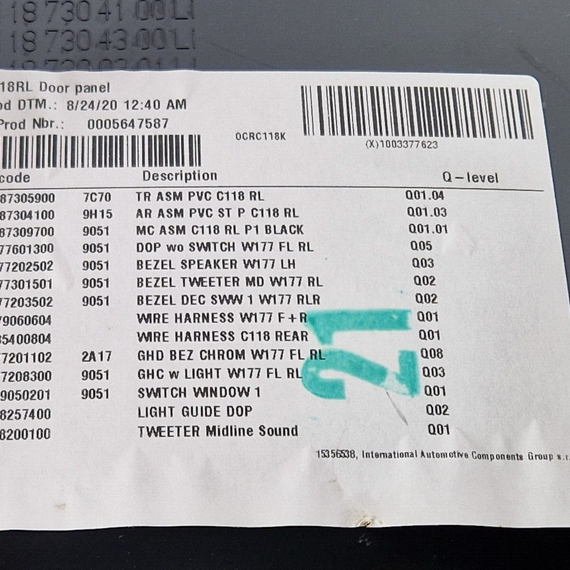 18 730 41 00 LI
18 730 43 00 LI
18RL Door panel
od DTM.: 8/24/20 12:40 AM
Prod Nbr.: 0005647587
OCRC118K
(X)1003377623
code Description Q-level
87305900 7C70 TR ASM PVC C118 RL Q01.04
87304100 9H15 AR ASM PVC ST P C118 RL Q01.03
87309700 9051 MC ASM C118 RL P1 BLACK Q01.01
77601300 9051 DOP wo SWITCH W177 FL RL Q05
77202502 9051 BEZEL SPEAKER W177 LH Q03
77301501 9051 BEZEL TWEETER MD W177 RL Q02
77203502 9051 BEZEL DEC SWW 1 W177 RLR Q02
79060604 WIRE HARNESS W177 F+R Q01
35400804 WIRE HARNESS C118 REAR Q01
77201102 2A17 GHD BEZ CHROM W177 FL RL Q08
77208300 9051 GHC w LIGHT W177 FL RL Q03
9050201 9051 SWITCH WINDOW 1 Q01
8257400 LIGHT GUIDE DOP Q02
8200100 TWEETER Midline Sound Q01
21
15356538, International Automotive Components Group s.r.